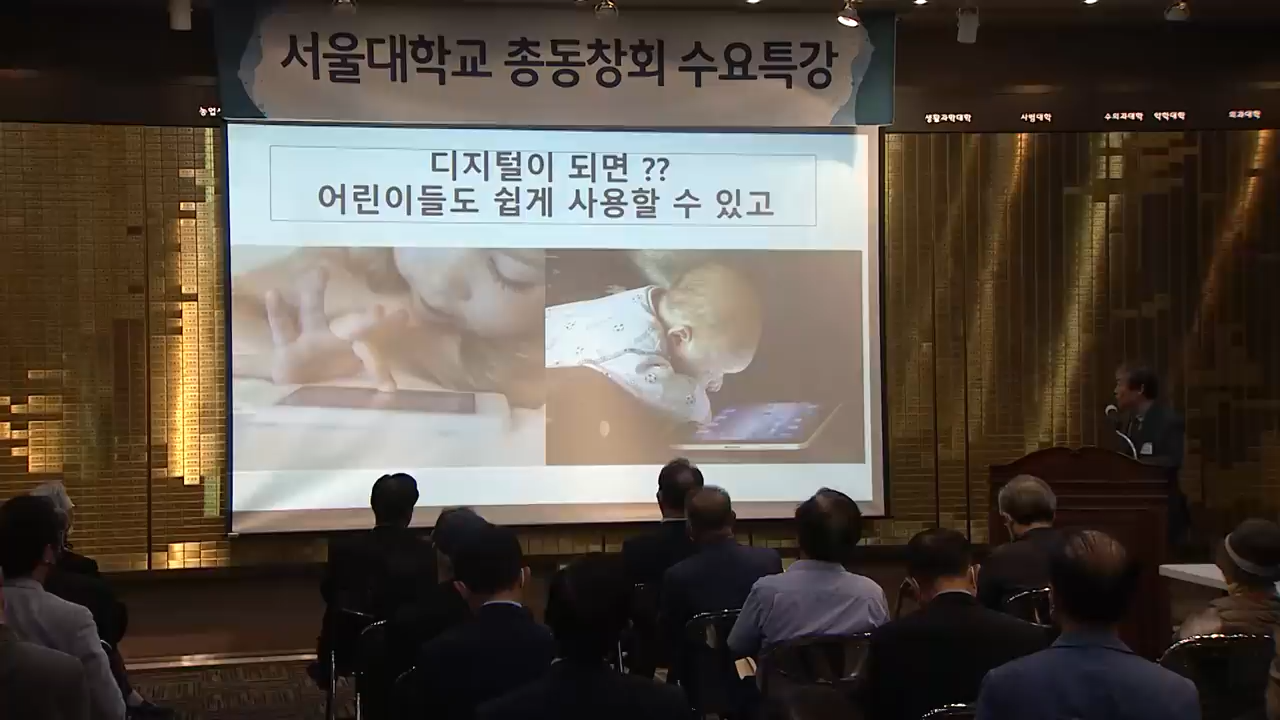 서울대학교 총동창회 수요특강
디지털이 되면 ??
어린이들도 쉽게 사용할 수 있고
생활과학대학
사범대학
수의과대학
약학대학
의과대학